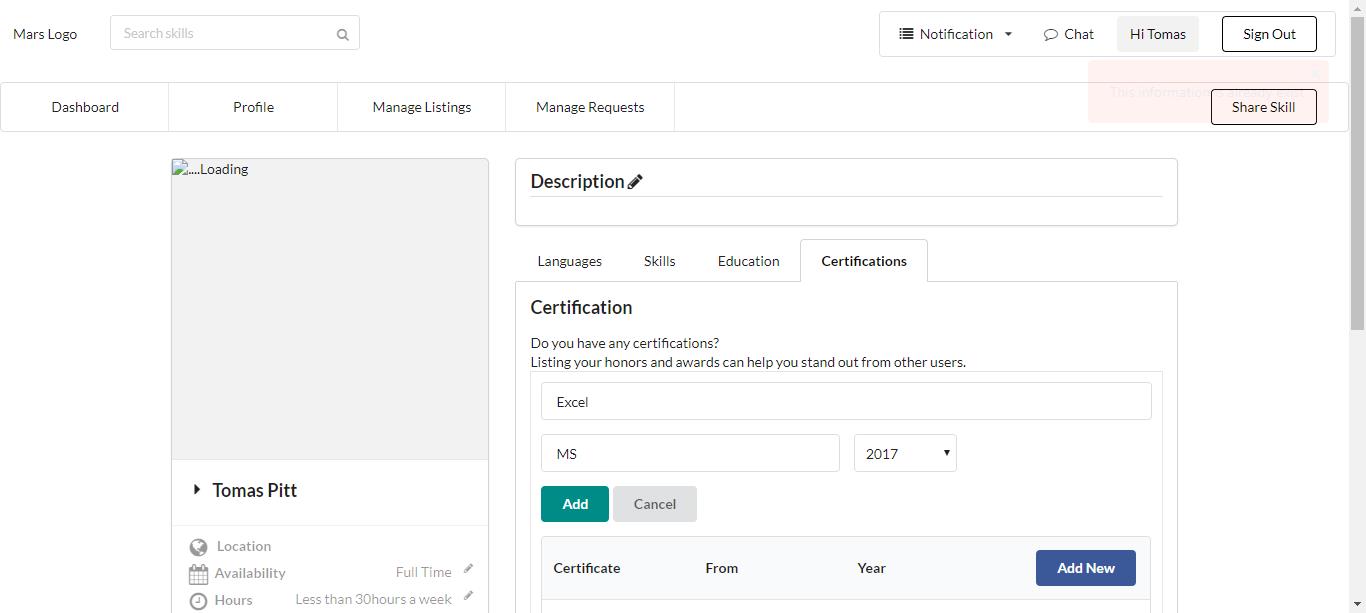 Mars Logo
Search skills
Notification
Chat
Hi Tomas
Sign Out
This information
Dashboard
Profile
Manage Listings
Manage Requests
Share Skill
....Loading
Description
Languages
Skills
Education
Certifications
Certification
Do you have any certifications?
Listing your honors and awards can help you stand out from other users.
Excel
MS
2017
Add
Cancel
Tomas Pitt
Certificate
From
Year
Add New
Location
Availability
Full Time
Hours
Less than 30hours a week